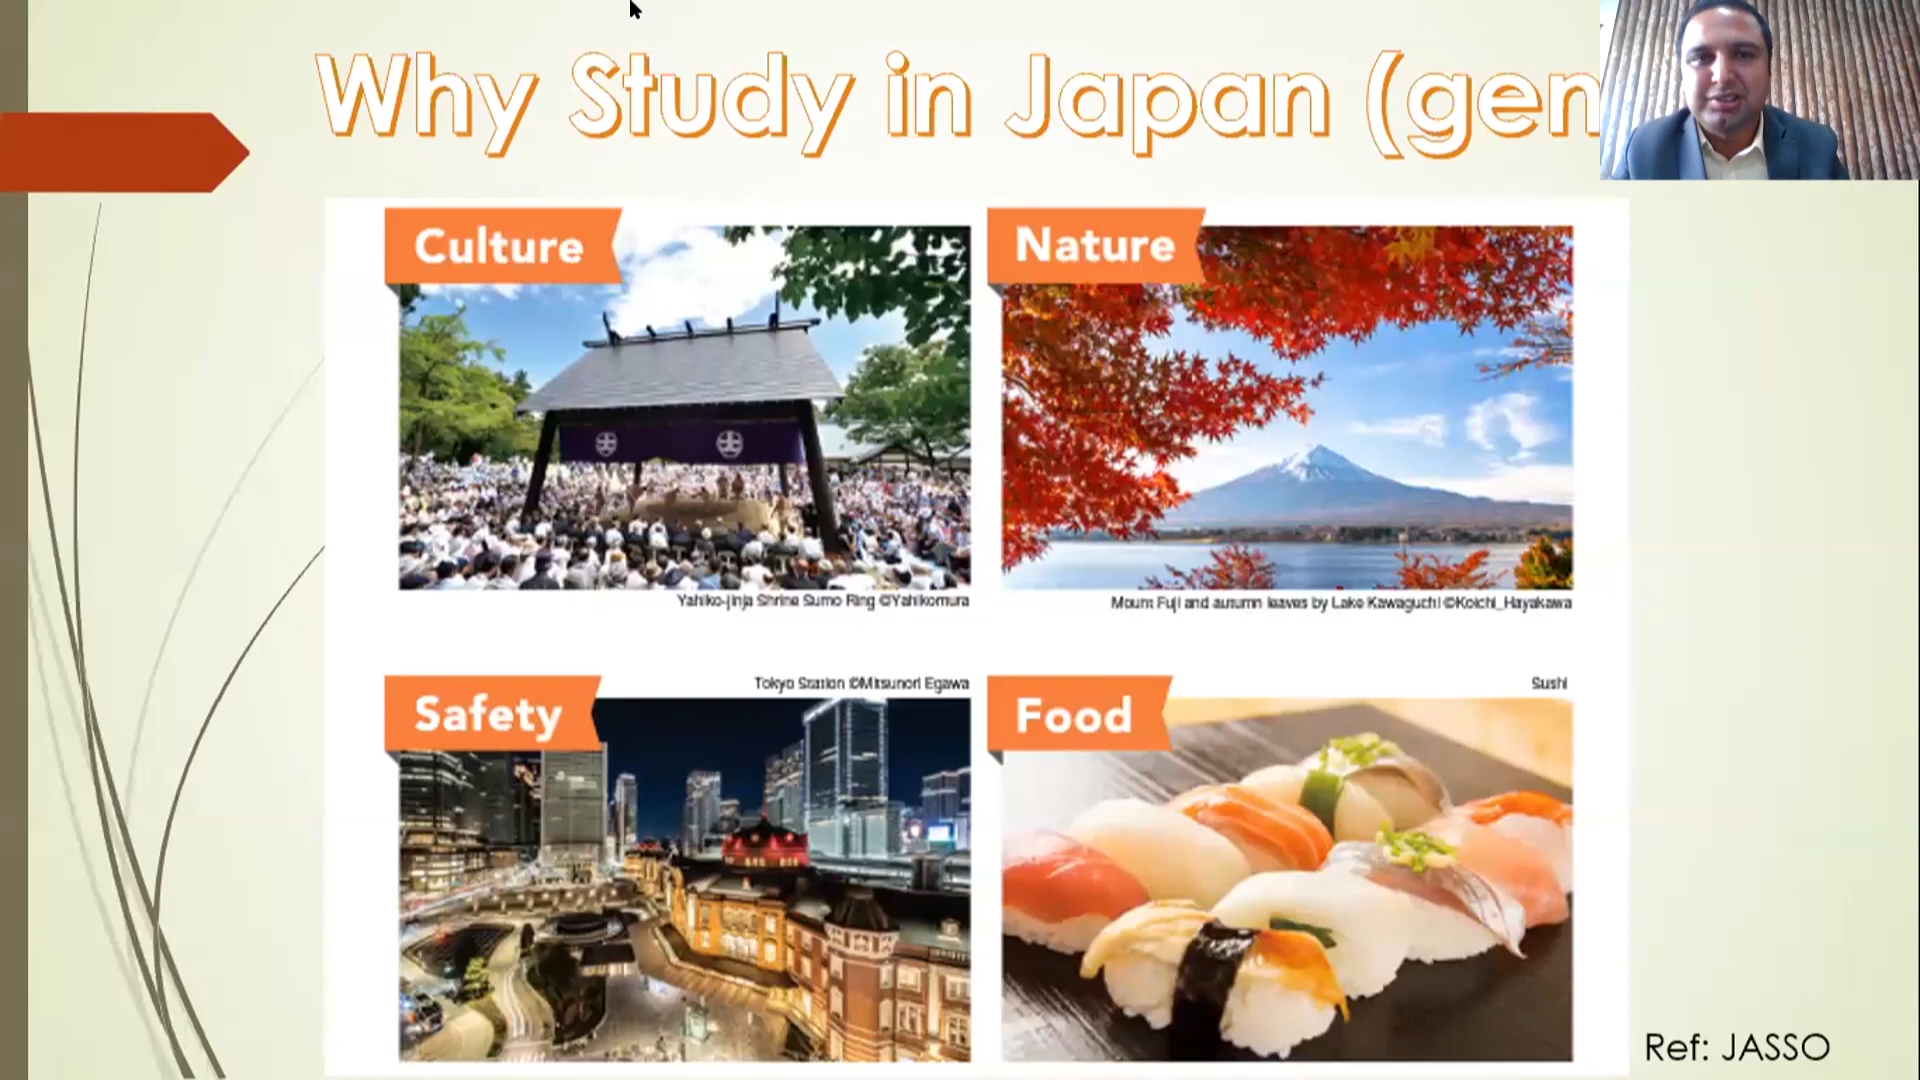 Why Study in Japan (gen
Culture
Nature
Yahiko-jinja Shrine Sumo Ring ©Yahikomura
Mount Fuji and autumn leaves by Lake Kawaguchi ©Koichi_Hayakawa
Tokyo Station ©Mitsunori Egawa
Sushi
Safety
Food
Ref: JASSO